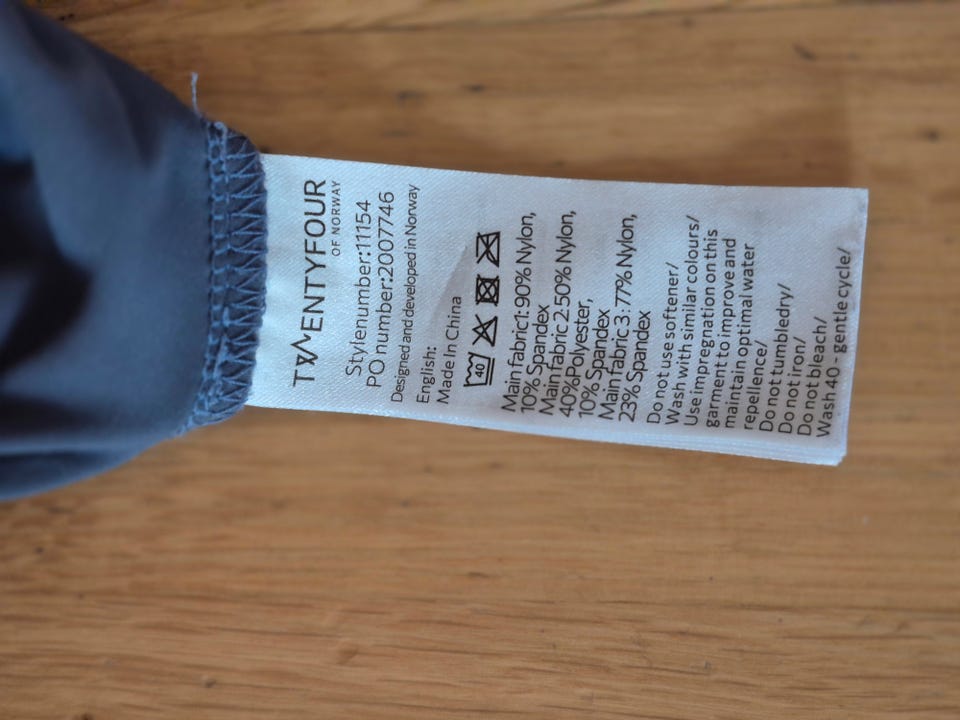 TWENTYFOUR
OF NORWAY
Stylenumber:11154
PO number:2007746
Designed and developed in Norway
English:
Made In China
40
Main fabric1: 90% Nylon,
10% Spandex
Main fabric 2:50% Nylon,
40%Polyester,
10% Spandex
Main fabric 3 : 77% Nylon,
23% Spandex
Do not use softener/
Wash with similar colours/
Use impregnation on this
garment to improve and
maintain optimal water
repellence/
Do not tumbledry/
Do not iron/
Do not bleach/
Wash 40 - gentle cycle/